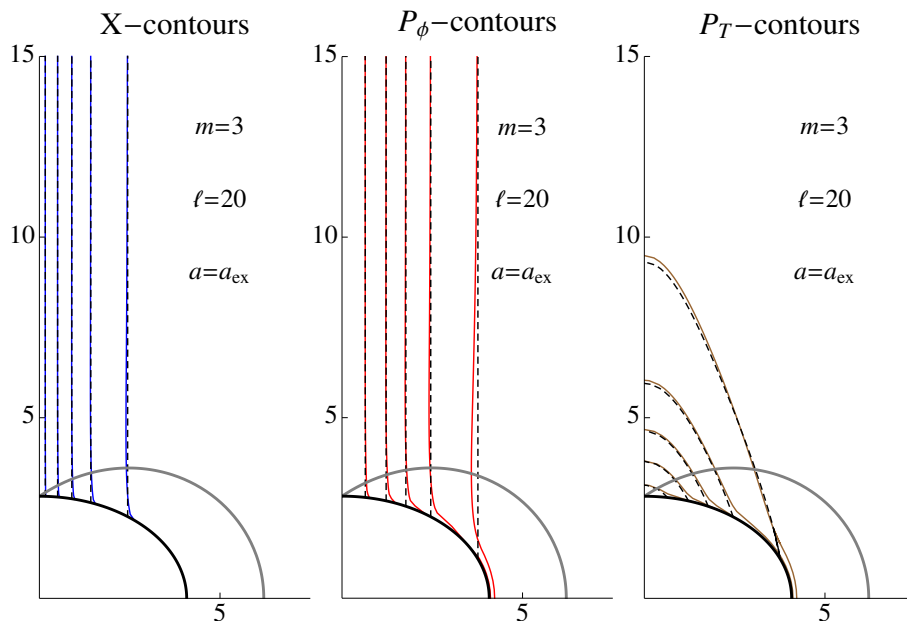 X−contours
15
10
5
5
m=3
ℓ=20
a=a_ex
P_ϕ−contours
15
10
5
5
m=3
ℓ=20
a=a_ex
P_T−contours
15
10
5
5
m=3
ℓ=20
a=a_ex